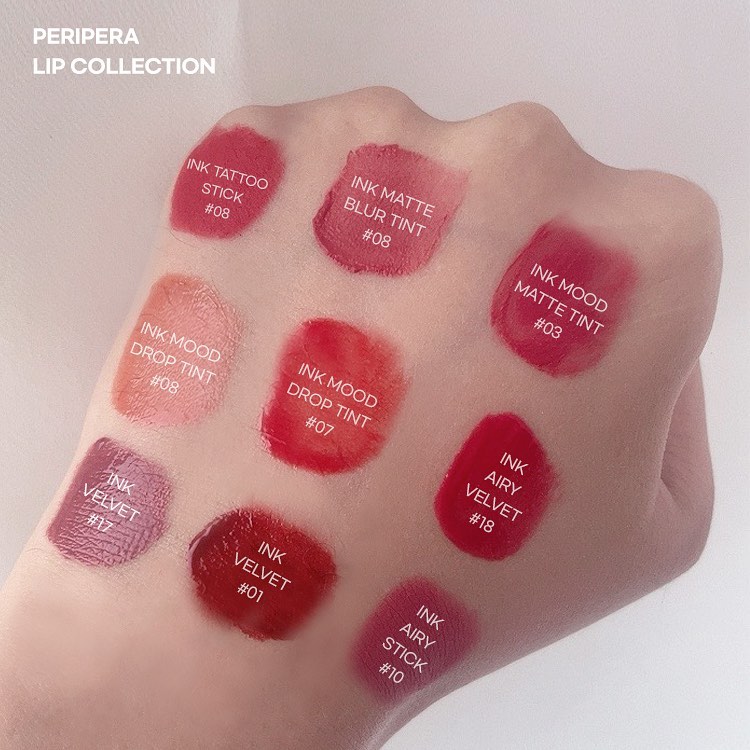 PERIPERA
LIP COLLECTION
INK TATTOO
STICK
#08
INK MATTE
BLUR TINT
#08
INK MOOD
MATTE TINT
#03
INK MOOD
DROP TINT
#08
INK MOOD
DROP TINT
#07
INK
AIRY
VELVET
#18
INK
VELVET
#17
INK
VELVET
#01
INK
AIRY
STICK
#10